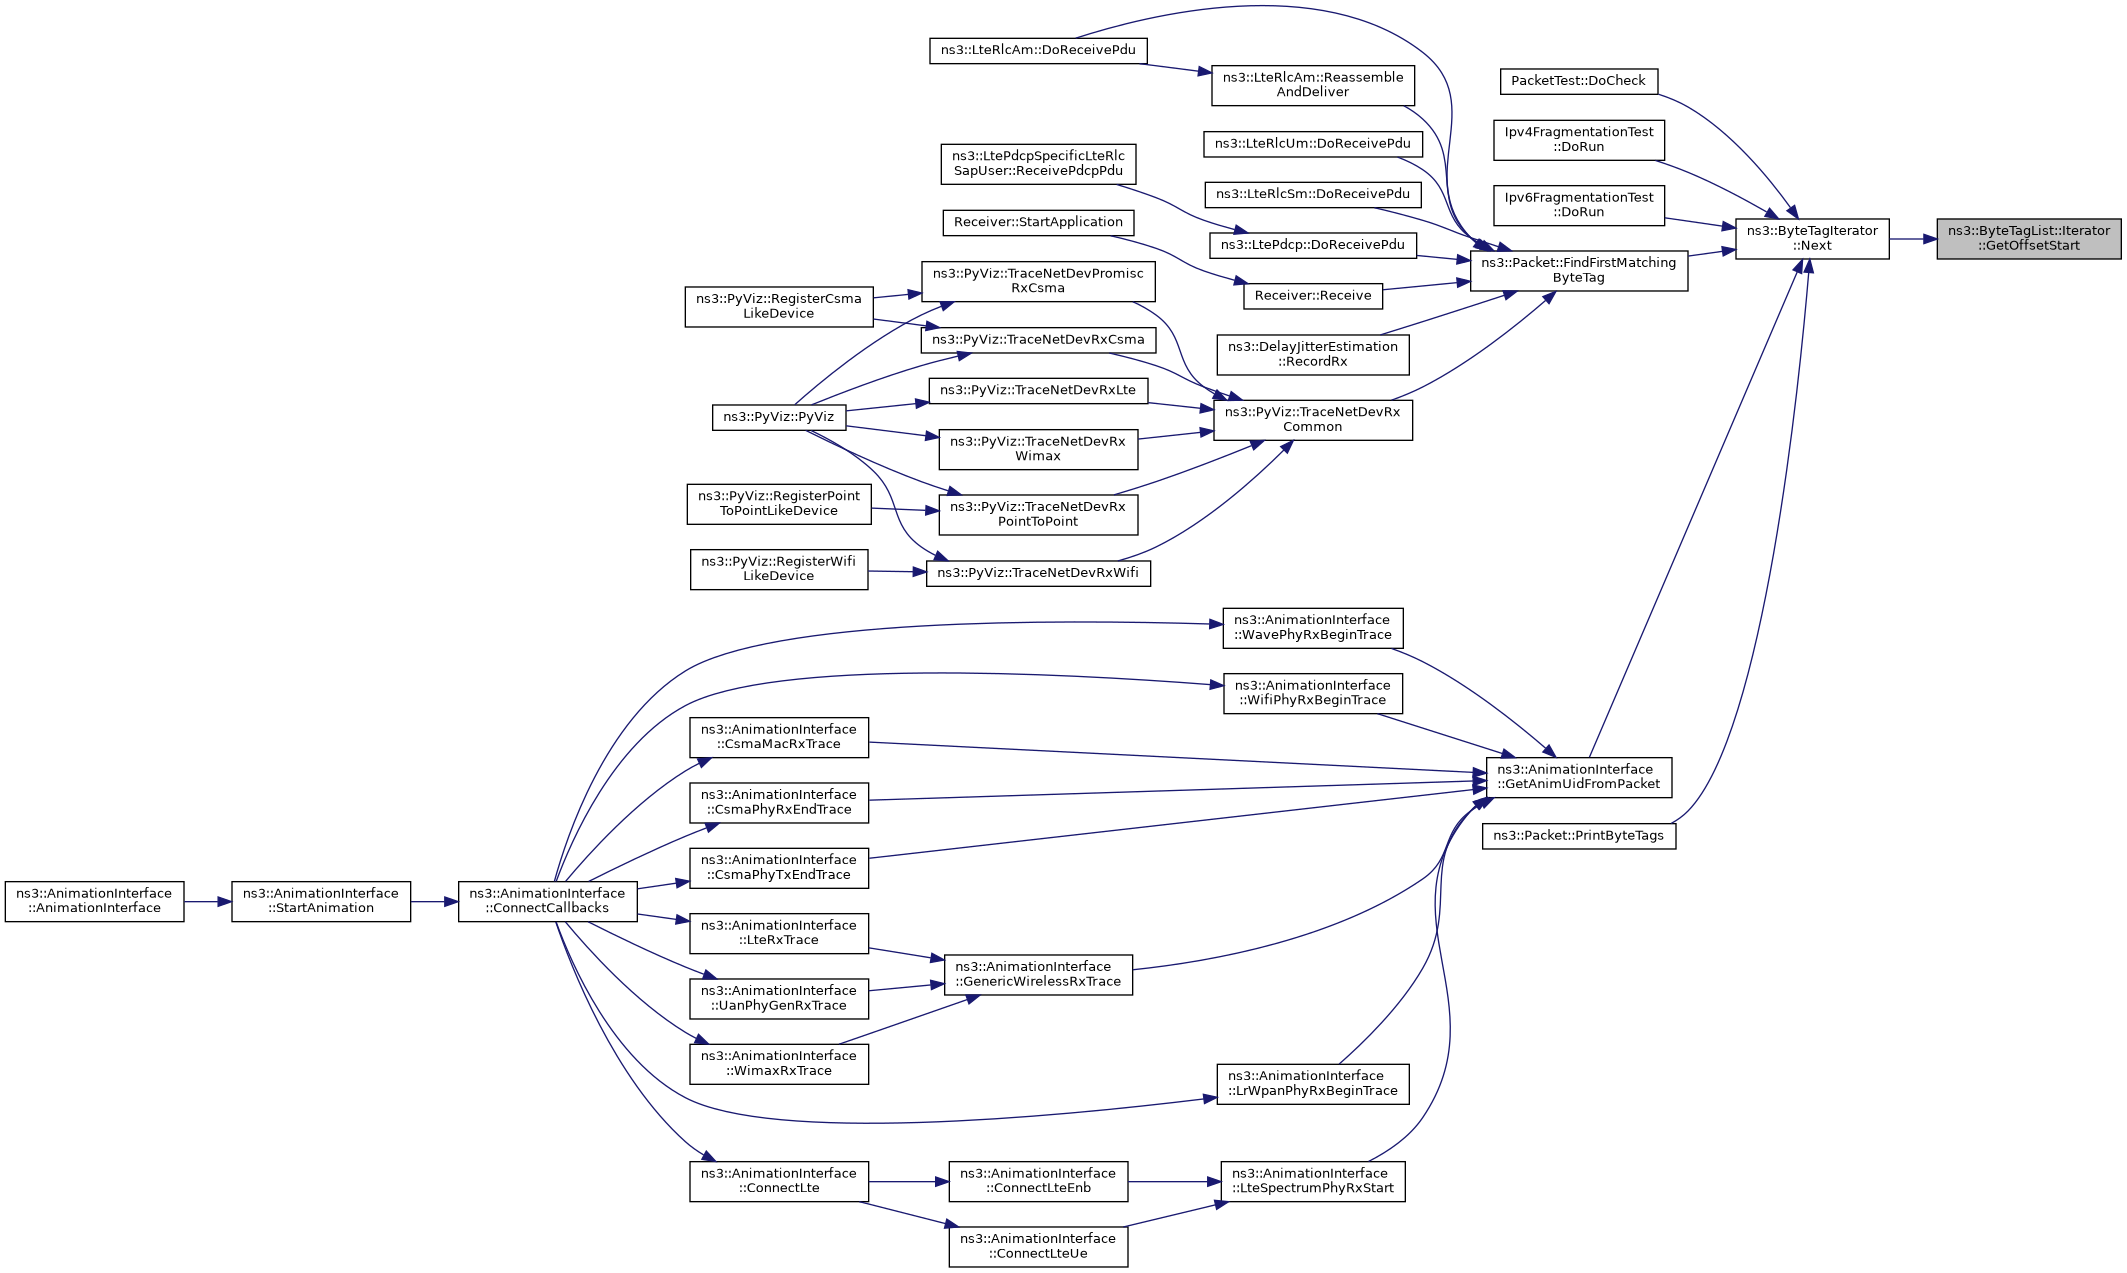 ns3::LteRlcAm::DoReceivePdu
ns3::LteRlcAm::Reassemble
AndDeliver
PacketTest::DoCheck
Ipv4FragmentationTest
::DoRun
ns3::LteRlcUm::DoReceivePdu
ns3::LtePdcpSpecificLteRlc
SapUser::ReceivePdcpPdu
ns3::LteRlcSm::DoReceivePdu
Ipv6FragmentationTest
::DoRun
Receiver::StartApplication
ns3::LtePdcp::DoReceivePdu
ns3::ByteTagIterator
::Next
ns3::ByteTagList::Iterator
::GetOffsetStart
ns3::Packet::FindFirstMatching
ByteTag
ns3::PyViz::TraceNetDevPromisc
RxCsma
Receiver::Receive
ns3::PyViz::RegisterCsma
LikeDevice
ns3::PyViz::TraceNetDevRxCsma
ns3::DelayJitterEstimation
::RecordRx
ns3::PyViz::TraceNetDevRxLte
ns3::PyViz::PyViz
ns3::PyViz::TraceNetDevRx
Common
ns3::PyViz::TraceNetDevRx
Wimax
ns3::PyViz::RegisterPoint
ToPointLikeDevice
ns3::PyViz::TraceNetDevRx
PointToPoint
ns3::PyViz::RegisterWifi
LikeDevice
ns3::PyViz::TraceNetDevRxWifi
ns3::AnimationInterface
::WavePhyRxBeginTrace
ns3::AnimationInterface
::WifiPhyRxBeginTrace
ns3::AnimationInterface
::CsmaMacRxTrace
ns3::AnimationInterface
::GetAnimUidFromPacket
ns3::AnimationInterface
::CsmaPhyRxEndTrace
ns3::Packet::PrintByteTags
ns3::AnimationInterface
::CsmaPhyTxEndTrace
ns3::AnimationInterface
::AnimationInterface
ns3::AnimationInterface
::StartAnimation
ns3::AnimationInterface
::ConnectCallbacks
ns3::AnimationInterface
::LteRxTrace
ns3::AnimationInterface
::GenericWirelessRxTrace
ns3::AnimationInterface
::UanPhyGenRxTrace
ns3::AnimationInterface
::WimaxRxTrace
ns3::AnimationInterface
::LrWpanPhyRxBeginTrace
ns3::AnimationInterface
::ConnectLte
ns3::AnimationInterface
::ConnectLteEnb
ns3::AnimationInterface
::LteSpectrumPhyRxStart
ns3::AnimationInterface
::ConnectLteUe